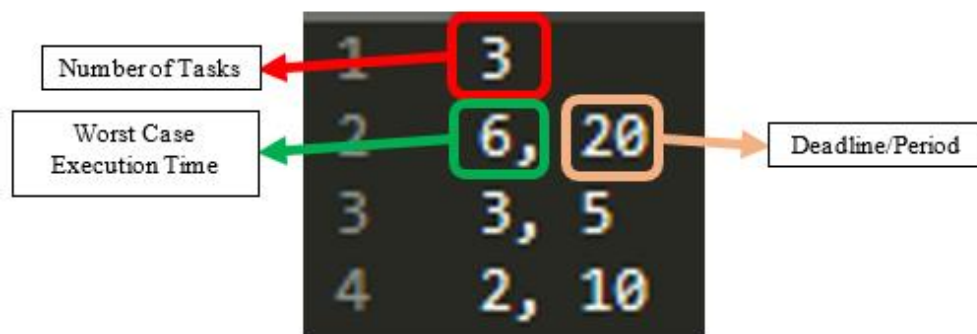 Number of Tasks
1 3
Worst Case
Execution Time
2 6, 20
Deadline/Period
3 3, 5
4 2, 10